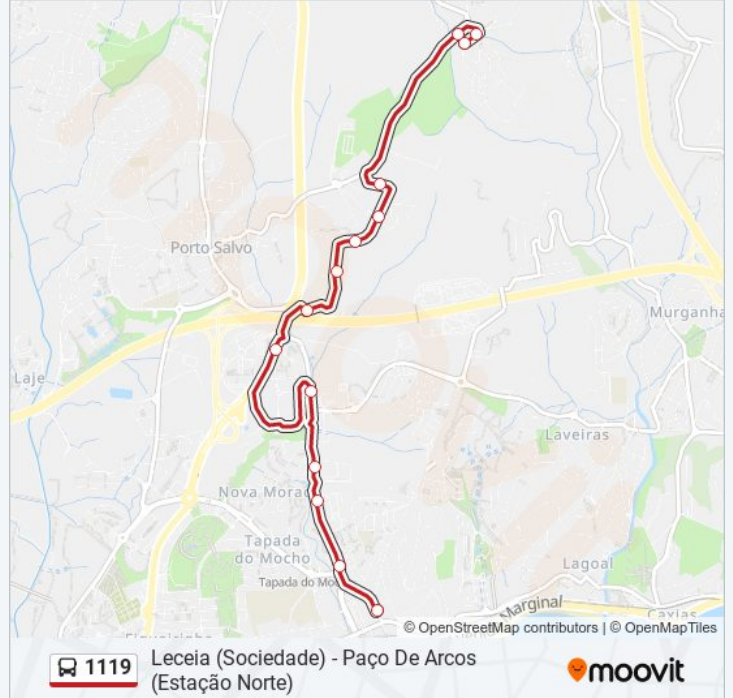 Porto Salvo
Murganha
Laje
Laveiras
Nova Morad
Tapada
do Mocho
Tapada do Mo
Lagoal
Marginal
Caxias
© OpenStreetMap contributors | © OpenMapTiles
1119
Leceia (Sociedade) - Paço De Arcos
(Estação Norte)
moovit